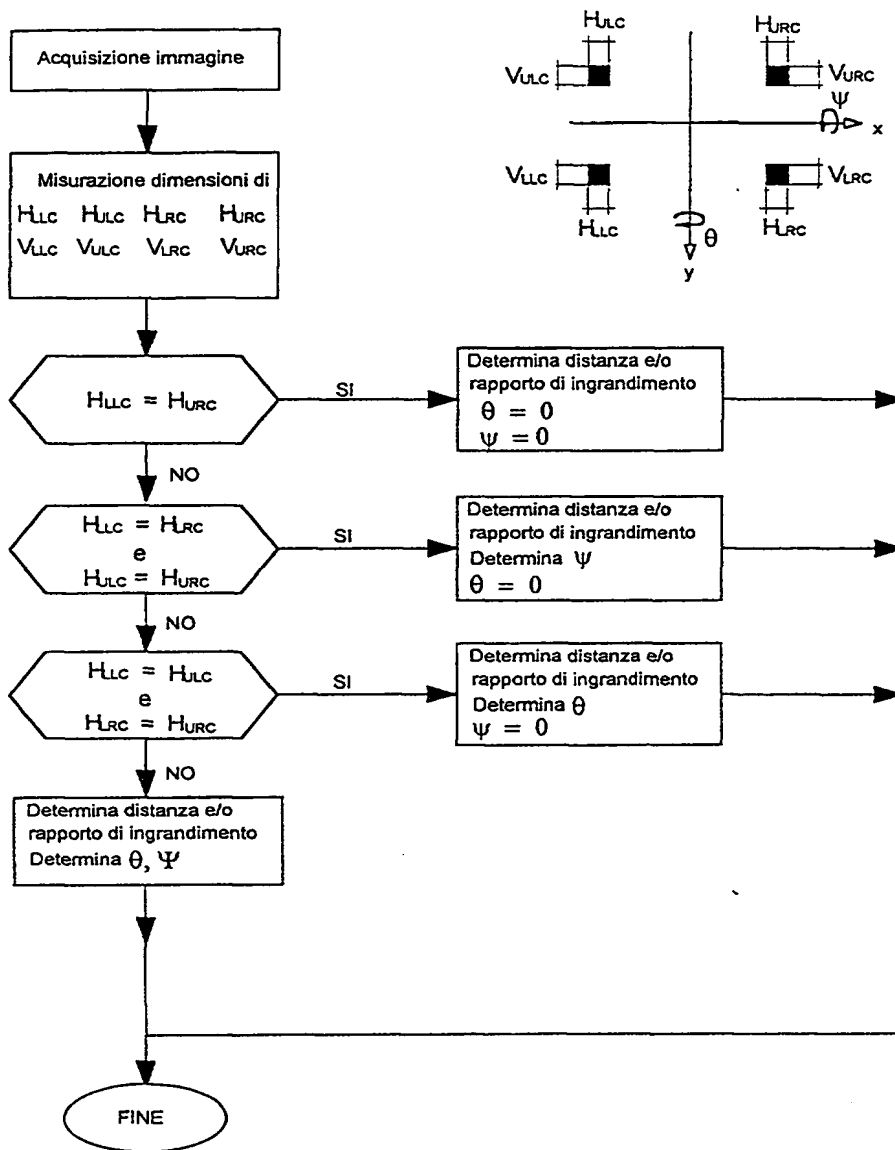 Acquisizione immagine
Misurazione dimensioni di
HLLC HULC HLRC HURC
VLLC VULC VLRC VURC
HULC
HURC
VULC
VURC
Ψ
x
VLLC
VLRC
HLLC
HLRC
θ
y
HLLC = HURC
SI
Determina distanza e/o
rapporto di ingrandimento
θ = 0
ψ = 0
NO
HLLC = HLRC
e
HULC = HURC
SI
Determina distanza e/o
rapporto di ingrandimento
Determina Ψ
θ = 0
NO
HLLC = HULC
e
HLRC = HURC
SI
Determina distanza e/o
rapporto di ingrandimento
Determina θ
ψ = 0
NO
Determina distanza e/o
rapporto di ingrandimento
Determina θ, Ψ
FINE